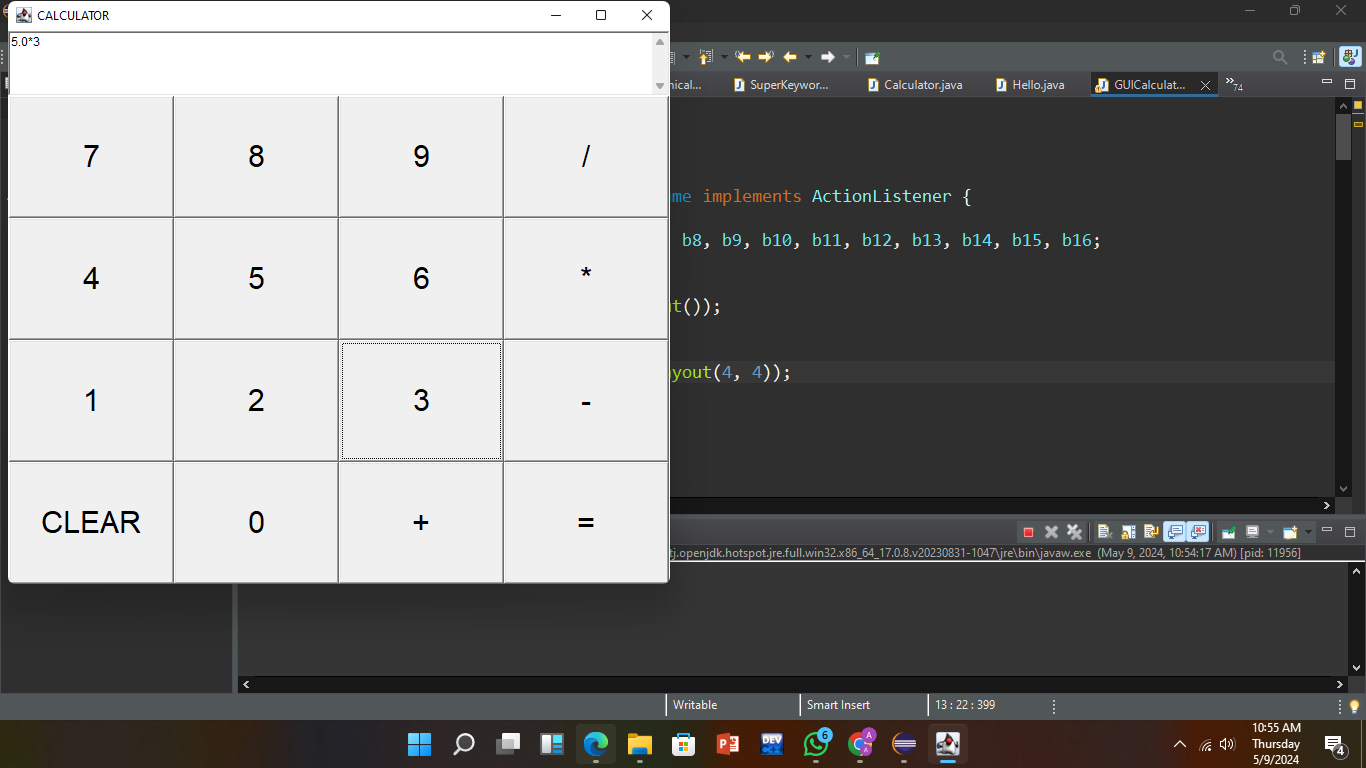 CALCULATOR
5.0*3
7 8 9 /
4 5 6 *
1 2 3 -
CLEAR 0 + =
nical... SuperKeywor... Calculator.java Hello.java GUICalculat... 74
me implements ActionListener {
b8, b9, b10, b11, b12, b13, b14, b15, b16;
t());
yout(4, 4));
tj.openjdk.hotspot.jre.full.win32.x86_64_17.0.8.v20230831-1047\jre\bin\javaw.exe (May 9, 2024, 10:54:17 AM) [pid: 11956]
Writable Smart Insert 13 : 22 : 399
DEV
6
A
A
10:55 AM
Thursday
5/9/2024
4